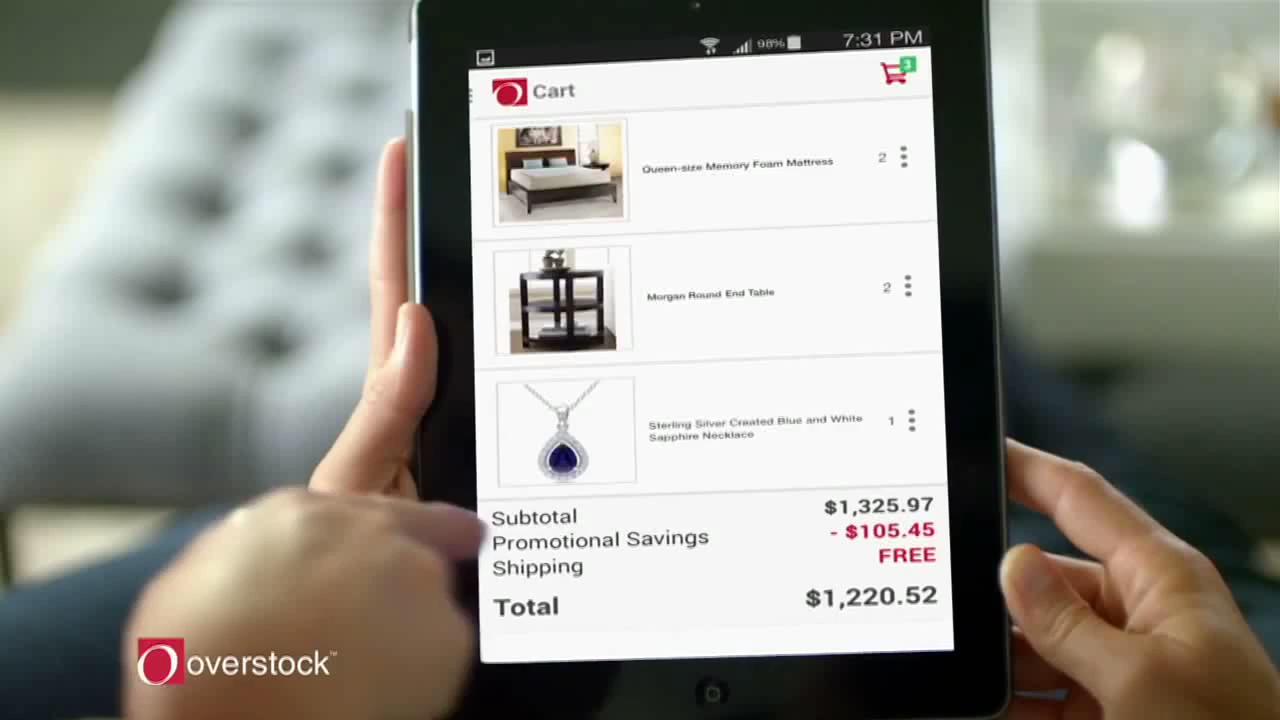 98% 7:31 PM
Cart 3
Queen-size Memory Foam Mattress 2
Morgan Round End Table 2
Sterling Silver Created Blue and White
Sapphire Necklace 1
Subtotal $1,325.97
Promotional Savings - $105.45
Shipping FREE
Total $1,220.52
overstock™